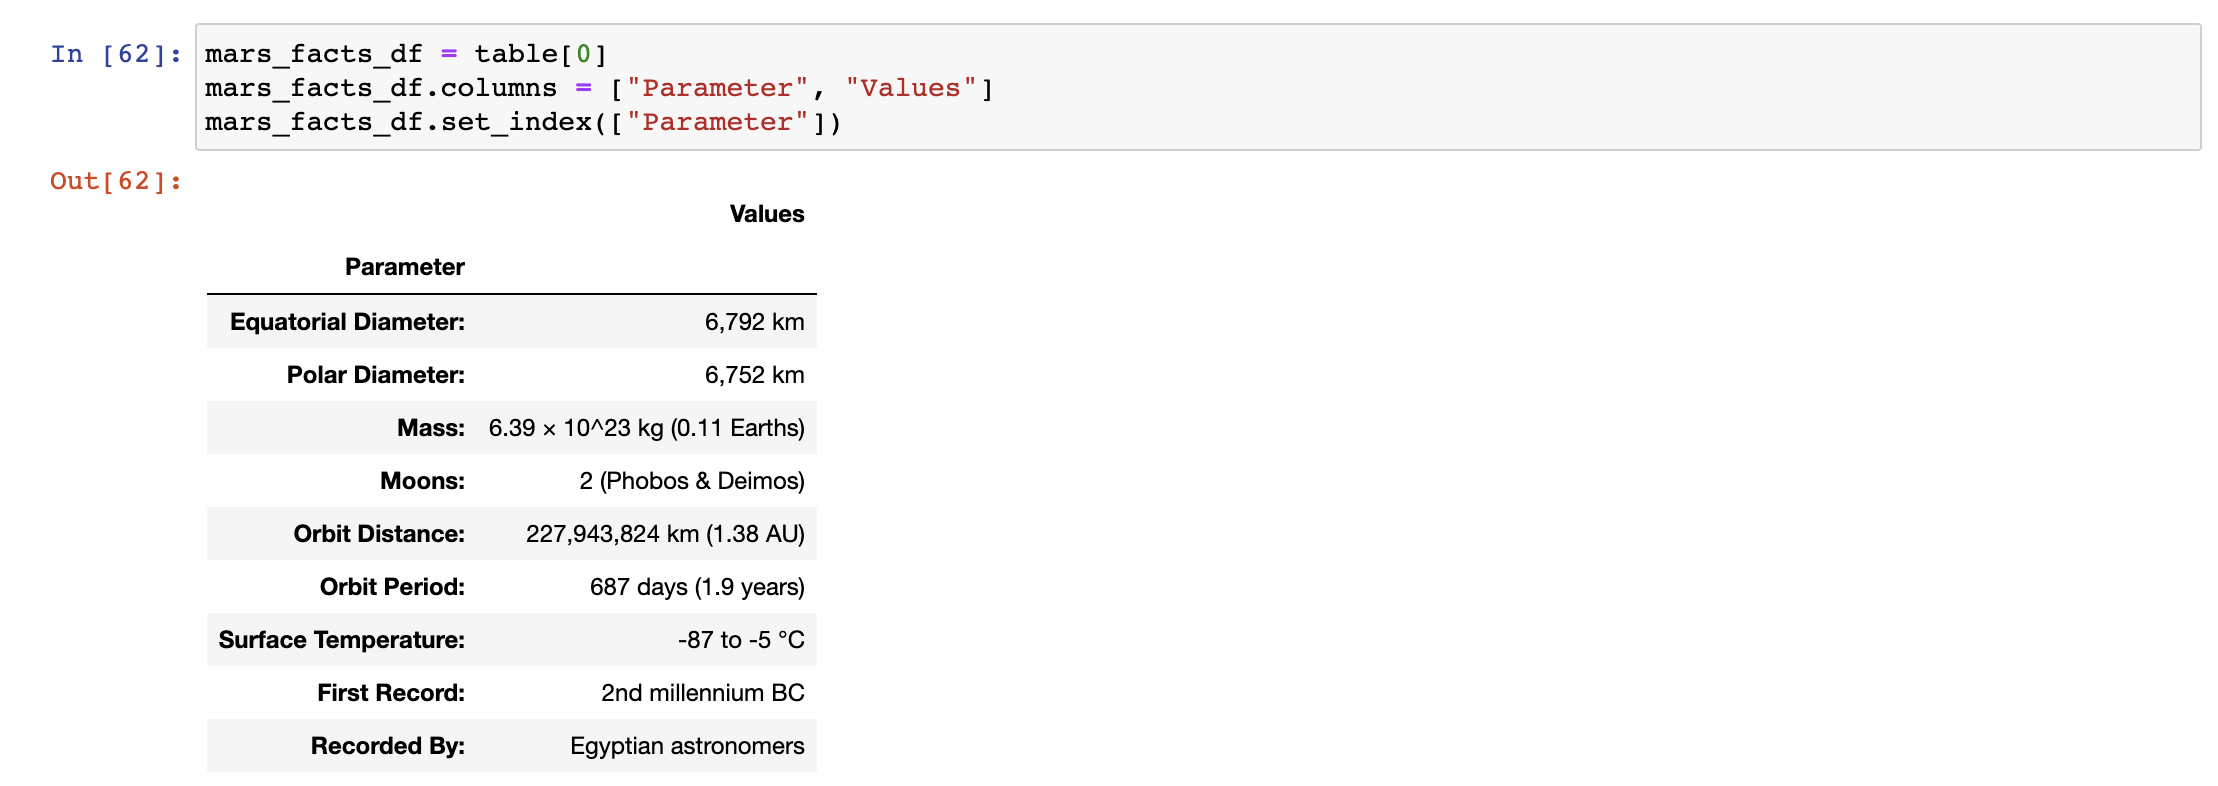 In [62]: mars_facts_df = table[0]
mars_facts_df.columns = ["Parameter", "Values"]
mars_facts_df.set_index(["Parameter"])
Out[62]:
Values
Parameter
Equatorial Diameter: 6,792 km
Polar Diameter: 6,752 km
Mass: 6.39 × 10^23 kg (0.11 Earths)
Moons: 2 (Phobos & Deimos)
Orbit Distance: 227,943,824 km (1.38 AU)
Orbit Period: 687 days (1.9 years)
Surface Temperature: -87 to -5 °C
First Record: 2nd millennium BC
Recorded By: Egyptian astronomers